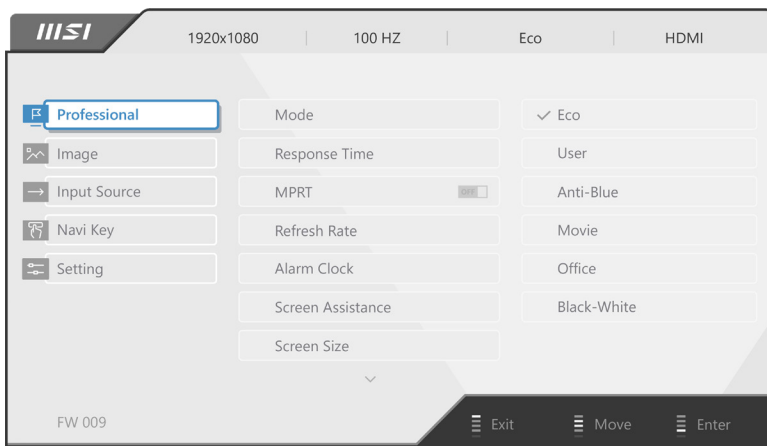 msi
1920x1080 100 HZ Eco HDMI
Professional
Image
Input Source
Navi Key
Setting
Mode
Response Time
MPRT OFF
Refresh Rate
Alarm Clock
Screen Assistance
Screen Size
Eco
User
Anti-Blue
Movie
Office
Black-White
FW 009
Exit Move Enter